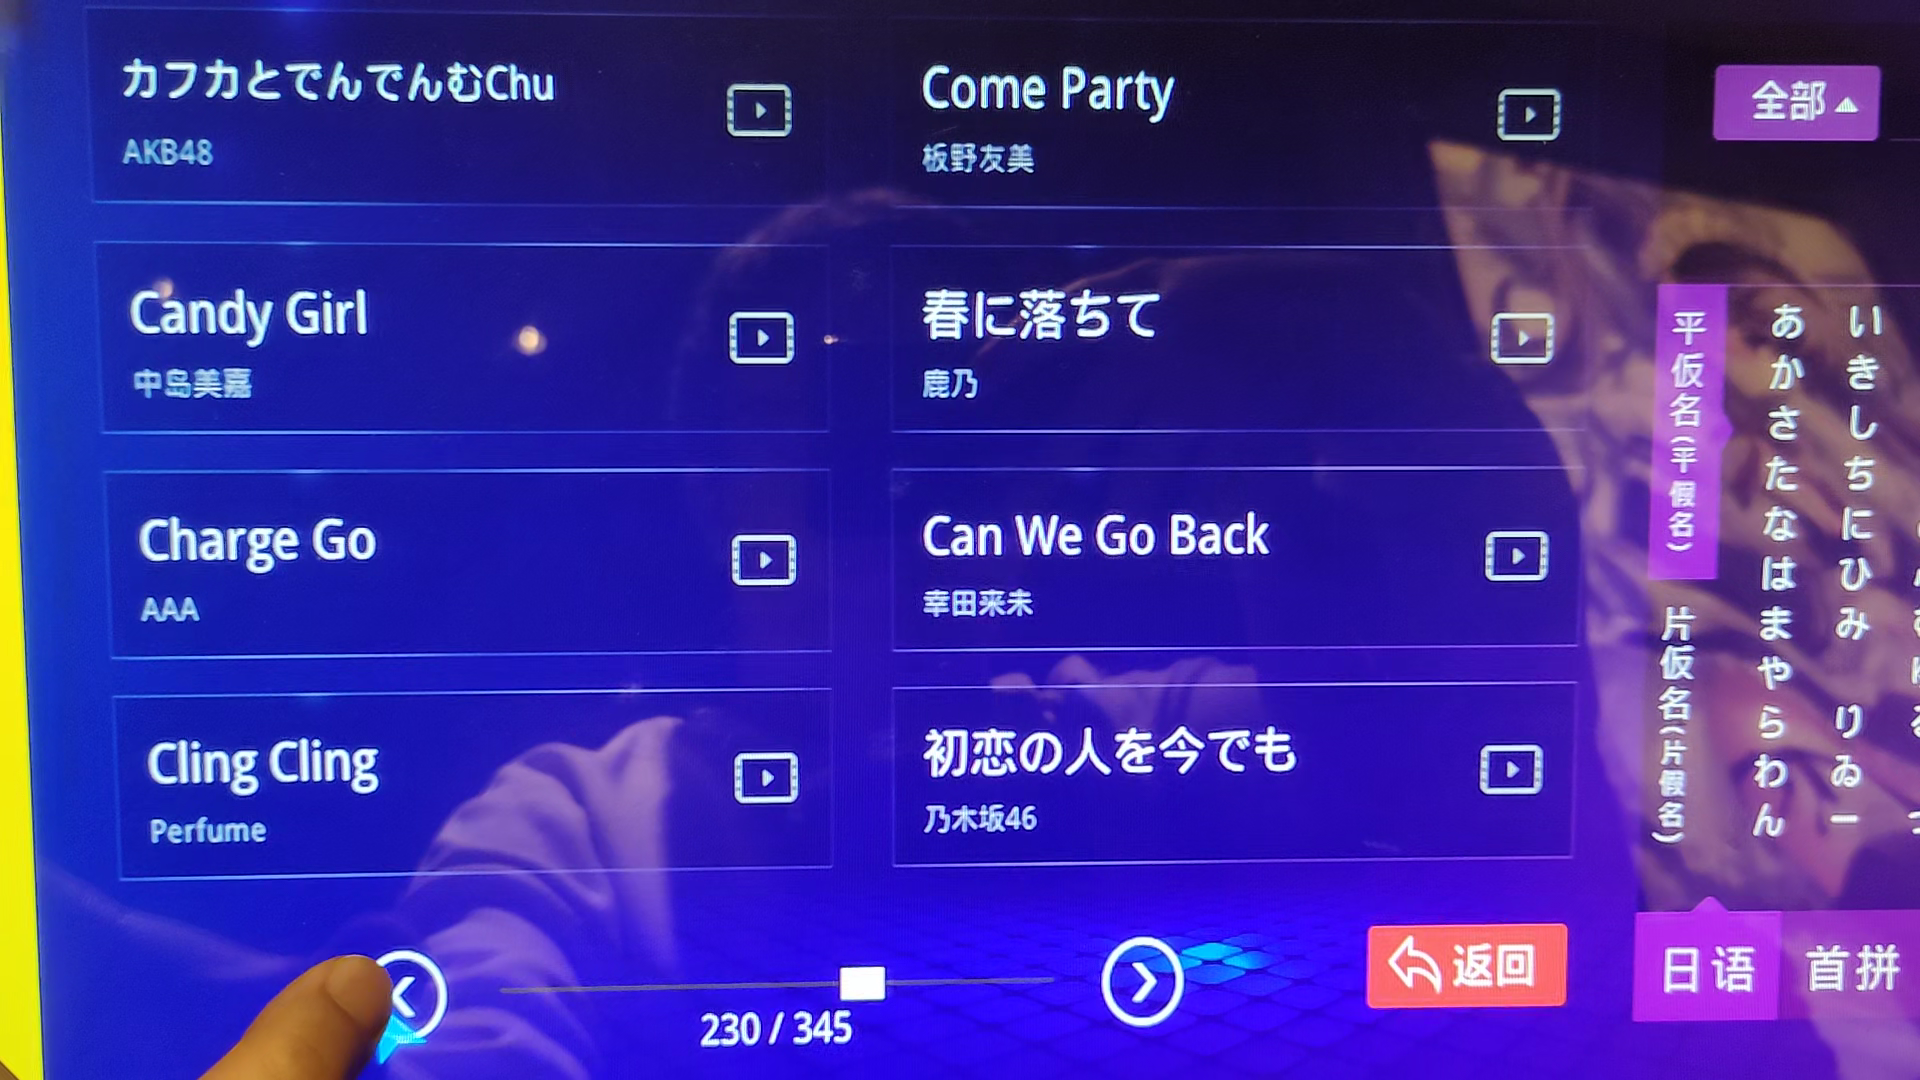 カフカとでんでんむChu
AKB48
Come Party
板野友美
Candy Girl
中岛美嘉
春に落ちて
鹿乃
Charge Go
AAA
Can We Go Back
幸田来未
Cling Cling
Perfume
初恋の人を今でも
乃木坂46
230 / 345
返回
全部
平仮名(平假名)
片仮名(片假名)
あかさたなはまやらわん
いきしちにひみ りゐー
日语
首拼